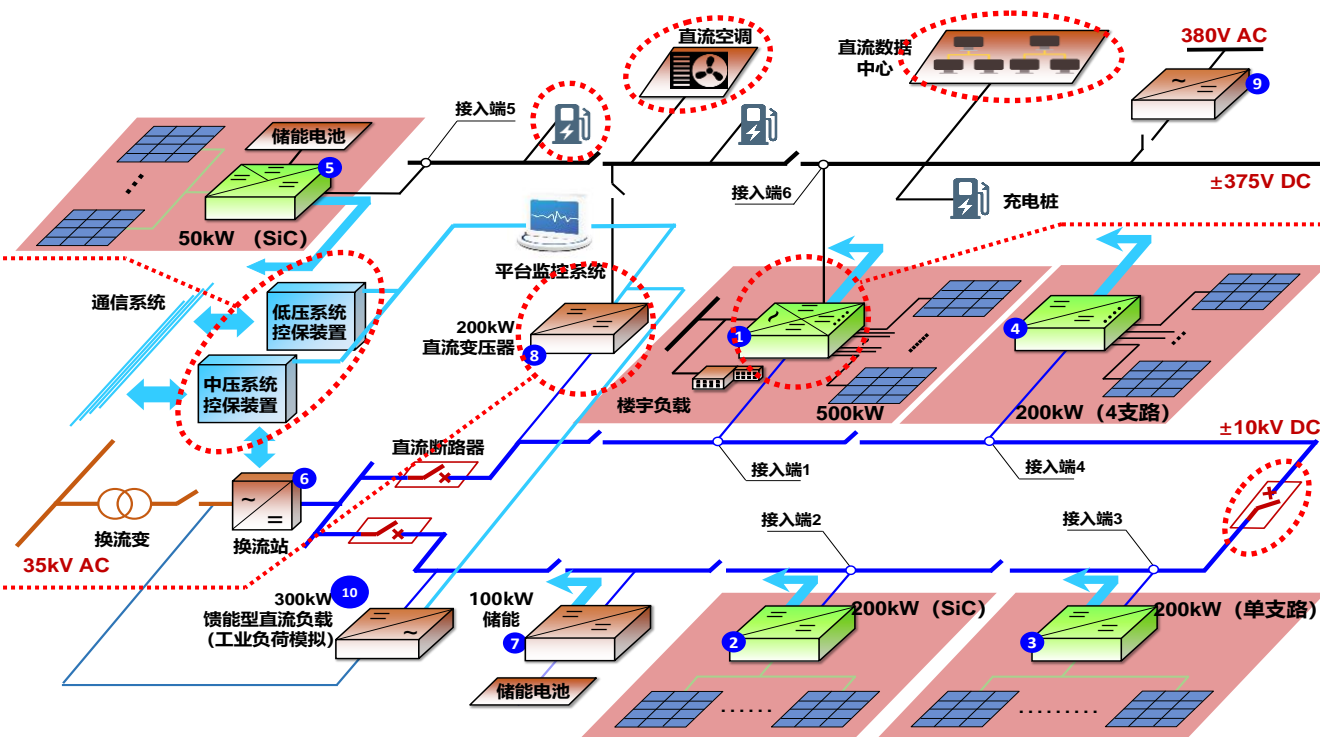 直流空调
直流数据
中心
380V AC
9
接入端5
储能电池
5
接入端6
±375V DC
充电桩
50kW（SiC）
平台监控系统
通信系统
低压系统
控保装置
200kW
直流变压器
8
1
4
中压系统
控保装置
楼宇负载
500kW
200kW（4支路）
±10kV DC
直流断路器
接入端1
接入端4
6
换流变
换流站
接入端2
接入端3
35kV AC
300kW
10
馈能型直流负载
(工业负荷模拟)
100kW
储能
7
200kW（SiC）
2
200kW（单支路）
3
储能电池